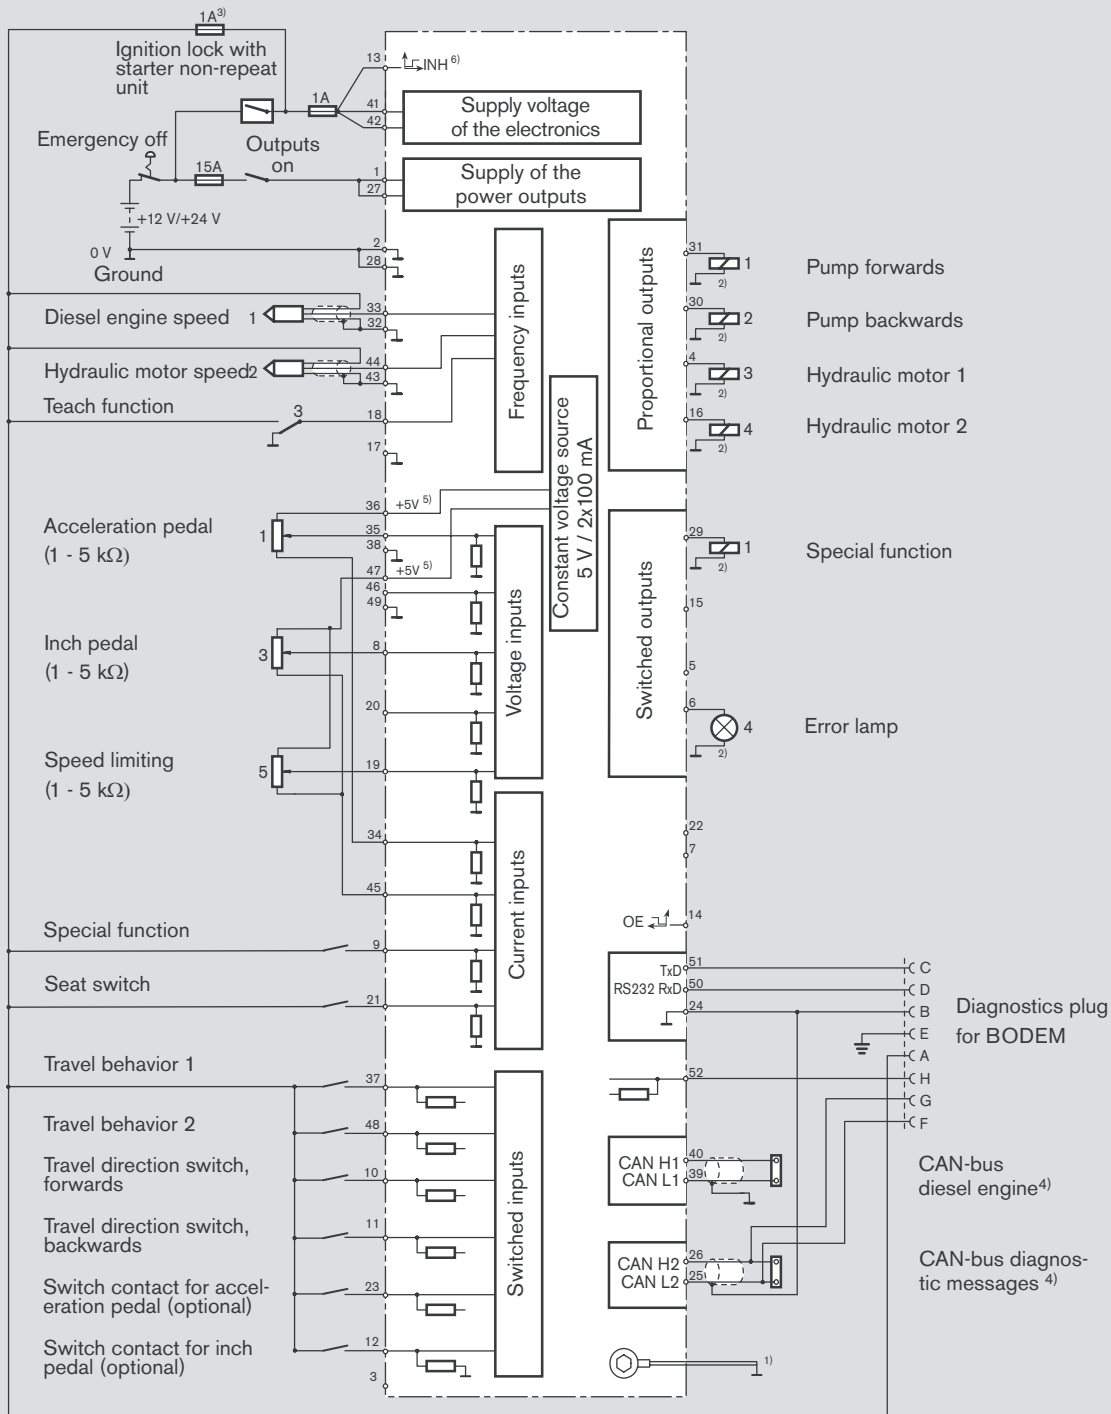 1A3)
Ignition lock with
starter non-repeat
unit
13
INH 6)
1A
41
42
Supply voltage
of the electronics
Emergency off
Outputs
on
15A
1
27
Supply of the
power outputs
+12 V/+24 V
0 V
Ground
2
28
Diesel engine speed
1
33
32
Hydraulic motor speed
2
44
43
Teach function
3
18
17
Frequency inputs
Constant voltage source
5 V / 2x100 mA
Proportional outputs
31
1
2)
Pump forwards
30
2
2)
Pump backwards
4
3
2)
Hydraulic motor 1
16
4
2)
Hydraulic motor 2
Acceleration pedal
(1 - 5 kΩ)
1
36
+5V 5)
35
38
47
+5V 5)
46
49
Inch pedal
(1 - 5 kΩ)
3
8
20
Speed limiting
(1 - 5 kΩ)
5
19
Voltage inputs
Switched outputs
29
1
2)
Special function
15
5
6
4
2)
Error lamp
34
45
Special function
9
Seat switch
21
Current inputs
22
7
OE
14
TxD
51
RS232 RxD
50
24
C
D
B
E
A
H
G
F
Diagnostics plug
for BODEM
52
Travel behavior 1
37
Travel behavior 2
48
Travel direction switch,
forwards
10
Travel direction switch,
backwards
11
Switch contact for accel-
eration pedal (optional)
23
Switch contact for inch
pedal (optional)
12
3
Switched inputs
CAN H1
40
CAN L1
39
CAN-bus
diesel engine4)
CAN H2
26
CAN L2
25
CAN-bus diagnos-
tic messages 4)
1)